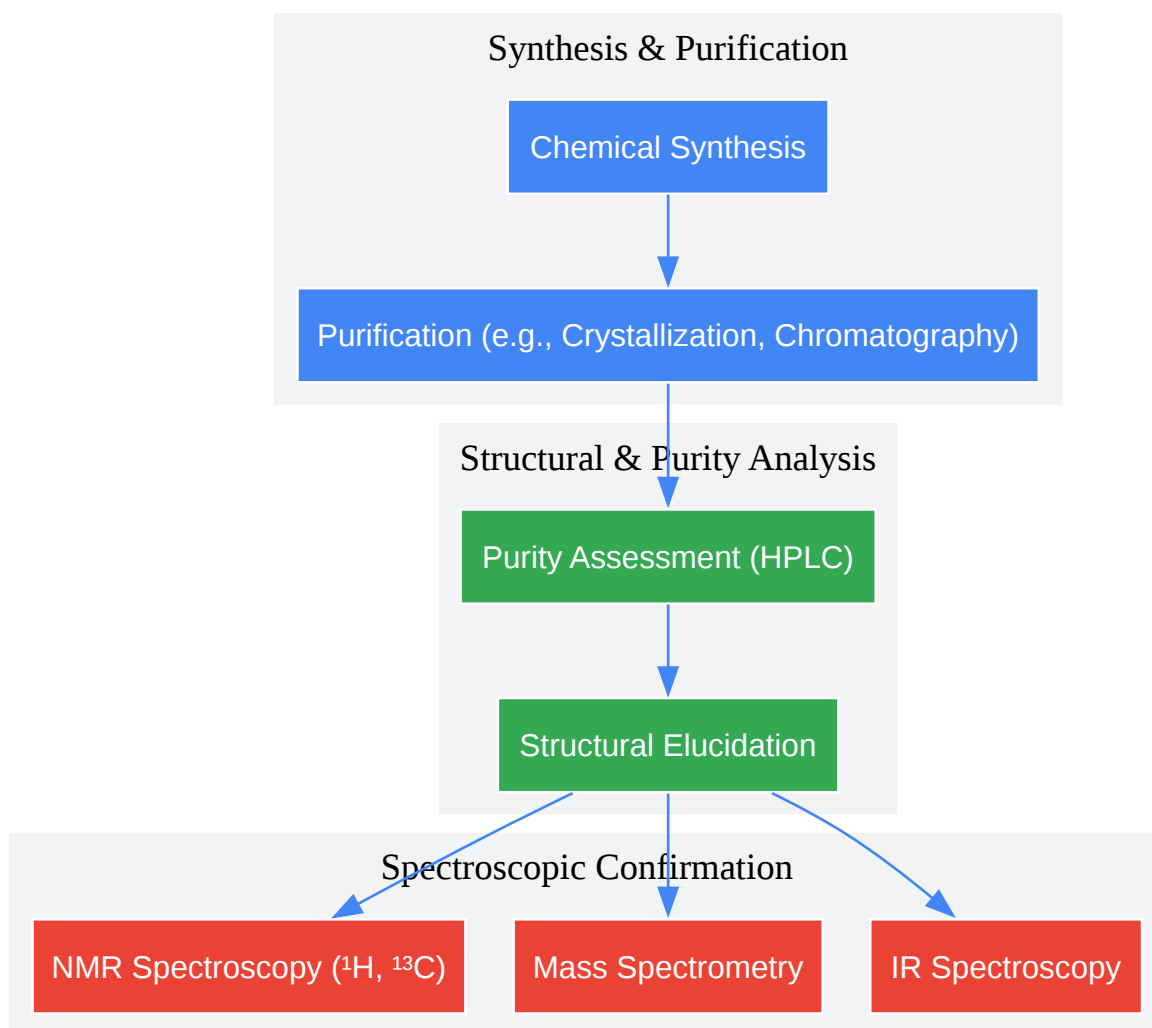 Synthesis & Purification
Chemical Synthesis
Purification (e.g., Crystallization, Chromatography)
Structural & Purity Analysis
Purity Assessment (HPLC)
Structural Elucidation
Spectroscopic Confirmation
NMR Spectroscopy (¹H, ¹³C)
Mass Spectrometry
IR Spectroscopy